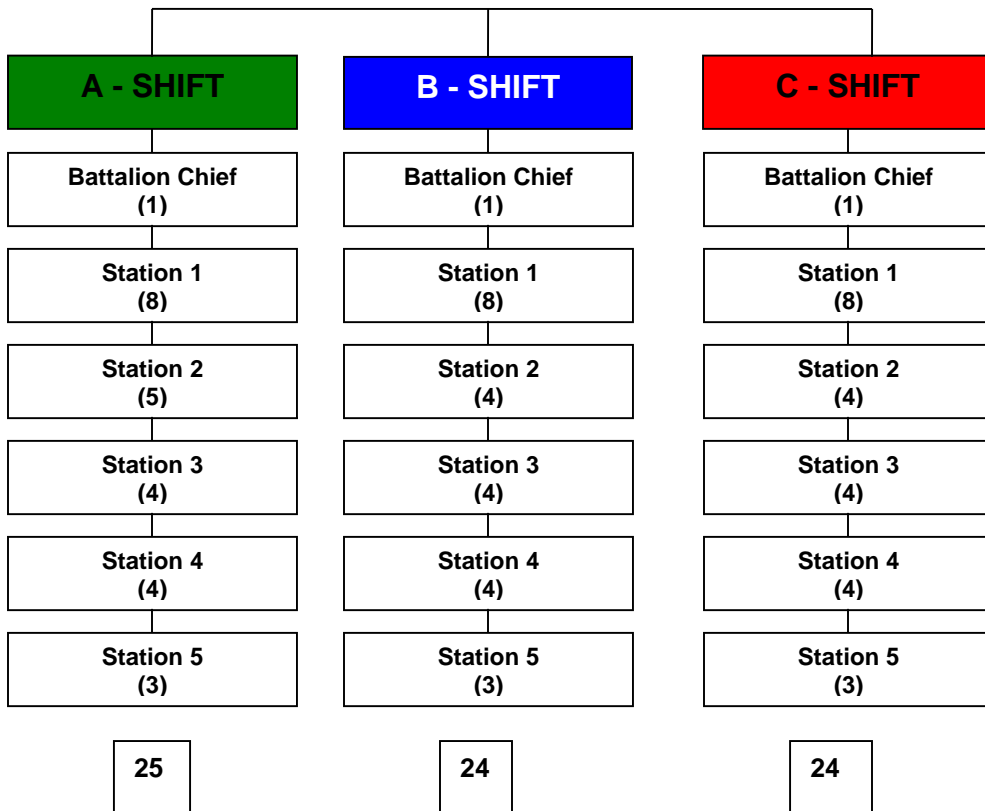 A - SHIFT
Battalion Chief
(1)
Station 1
(8)
Station 2
(5)
Station 3
(4)
Station 4
(4)
Station 5
(3)
25
B - SHIFT
Battalion Chief
(1)
Station 1
(8)
Station 2
(4)
Station 3
(4)
Station 4
(4)
Station 5
(3)
24
C - SHIFT
Battalion Chief
(1)
Station 1
(8)
Station 2
(4)
Station 3
(4)
Station 4
(4)
Station 5
(3)
24